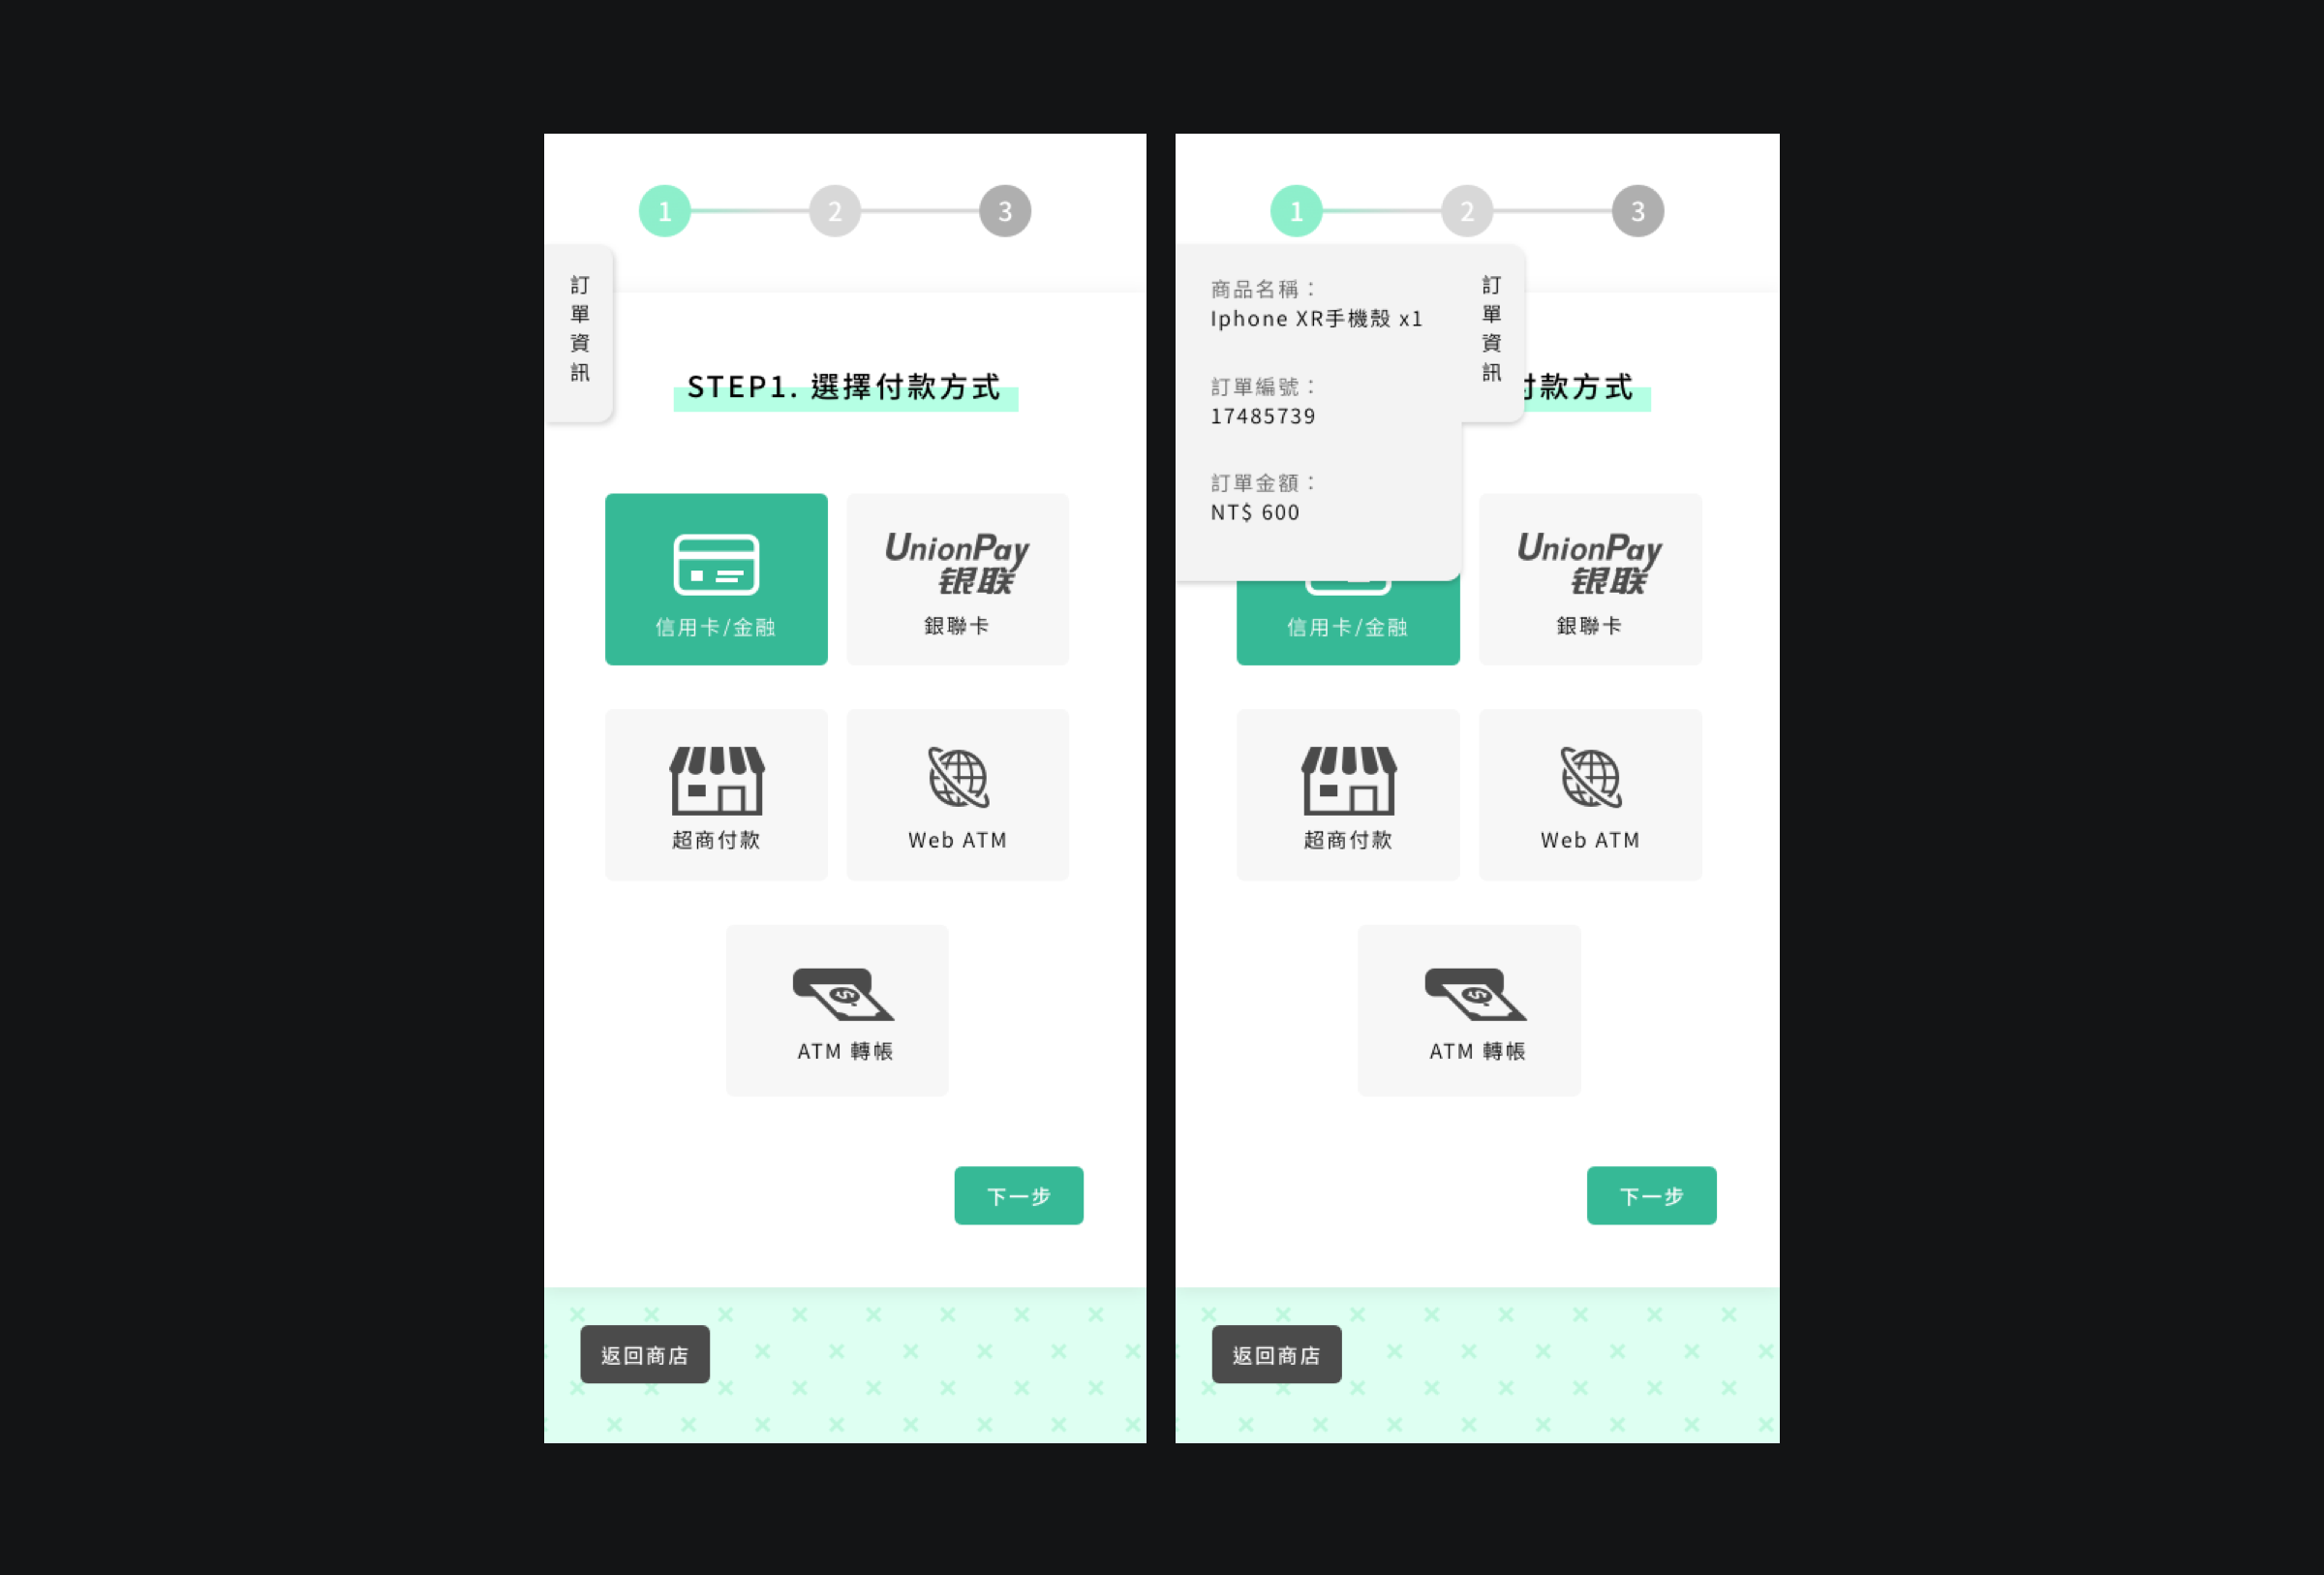 1
2
3
訂單資訊
STEP1. 選擇付款方式
UnionPay
银联
信用卡/金融
銀聯卡
超商付款
Web ATM
ATM 轉帳
下一步
返回商店
1
2
3
商品名稱：
Iphone XR手機殼 x1
訂單編號：
17485739
訂單金額：
NT$ 600
訂單資訊
付款方式
UnionPay
银联
信用卡/金融
銀聯卡
超商付款
Web ATM
ATM 轉帳
下一步
返回商店